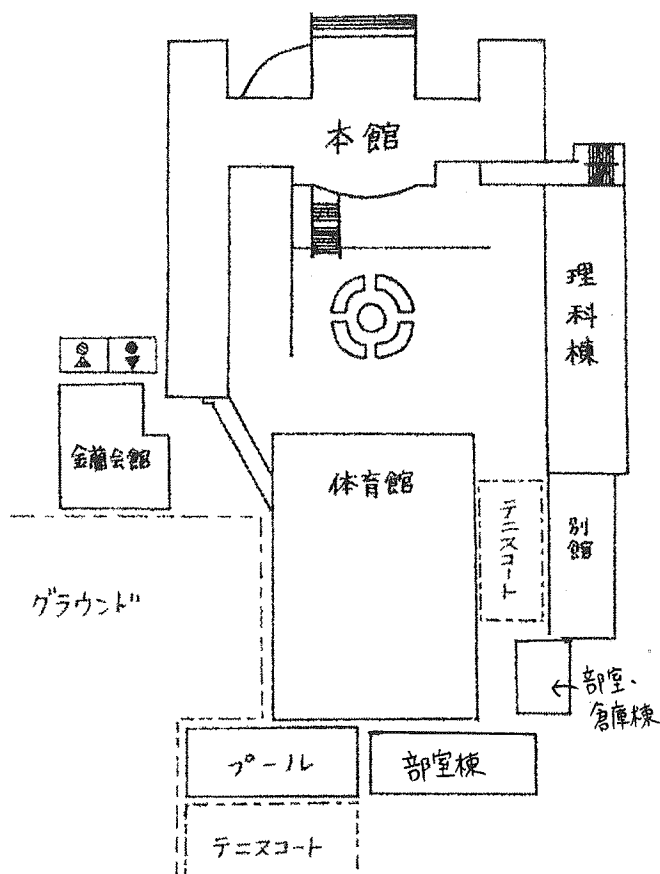 本館
理科棟
金蘭会館
体育館
テニスコート
別館
グラウンド
←部室・
倉庫棟
プール
部室棟
テニスコート